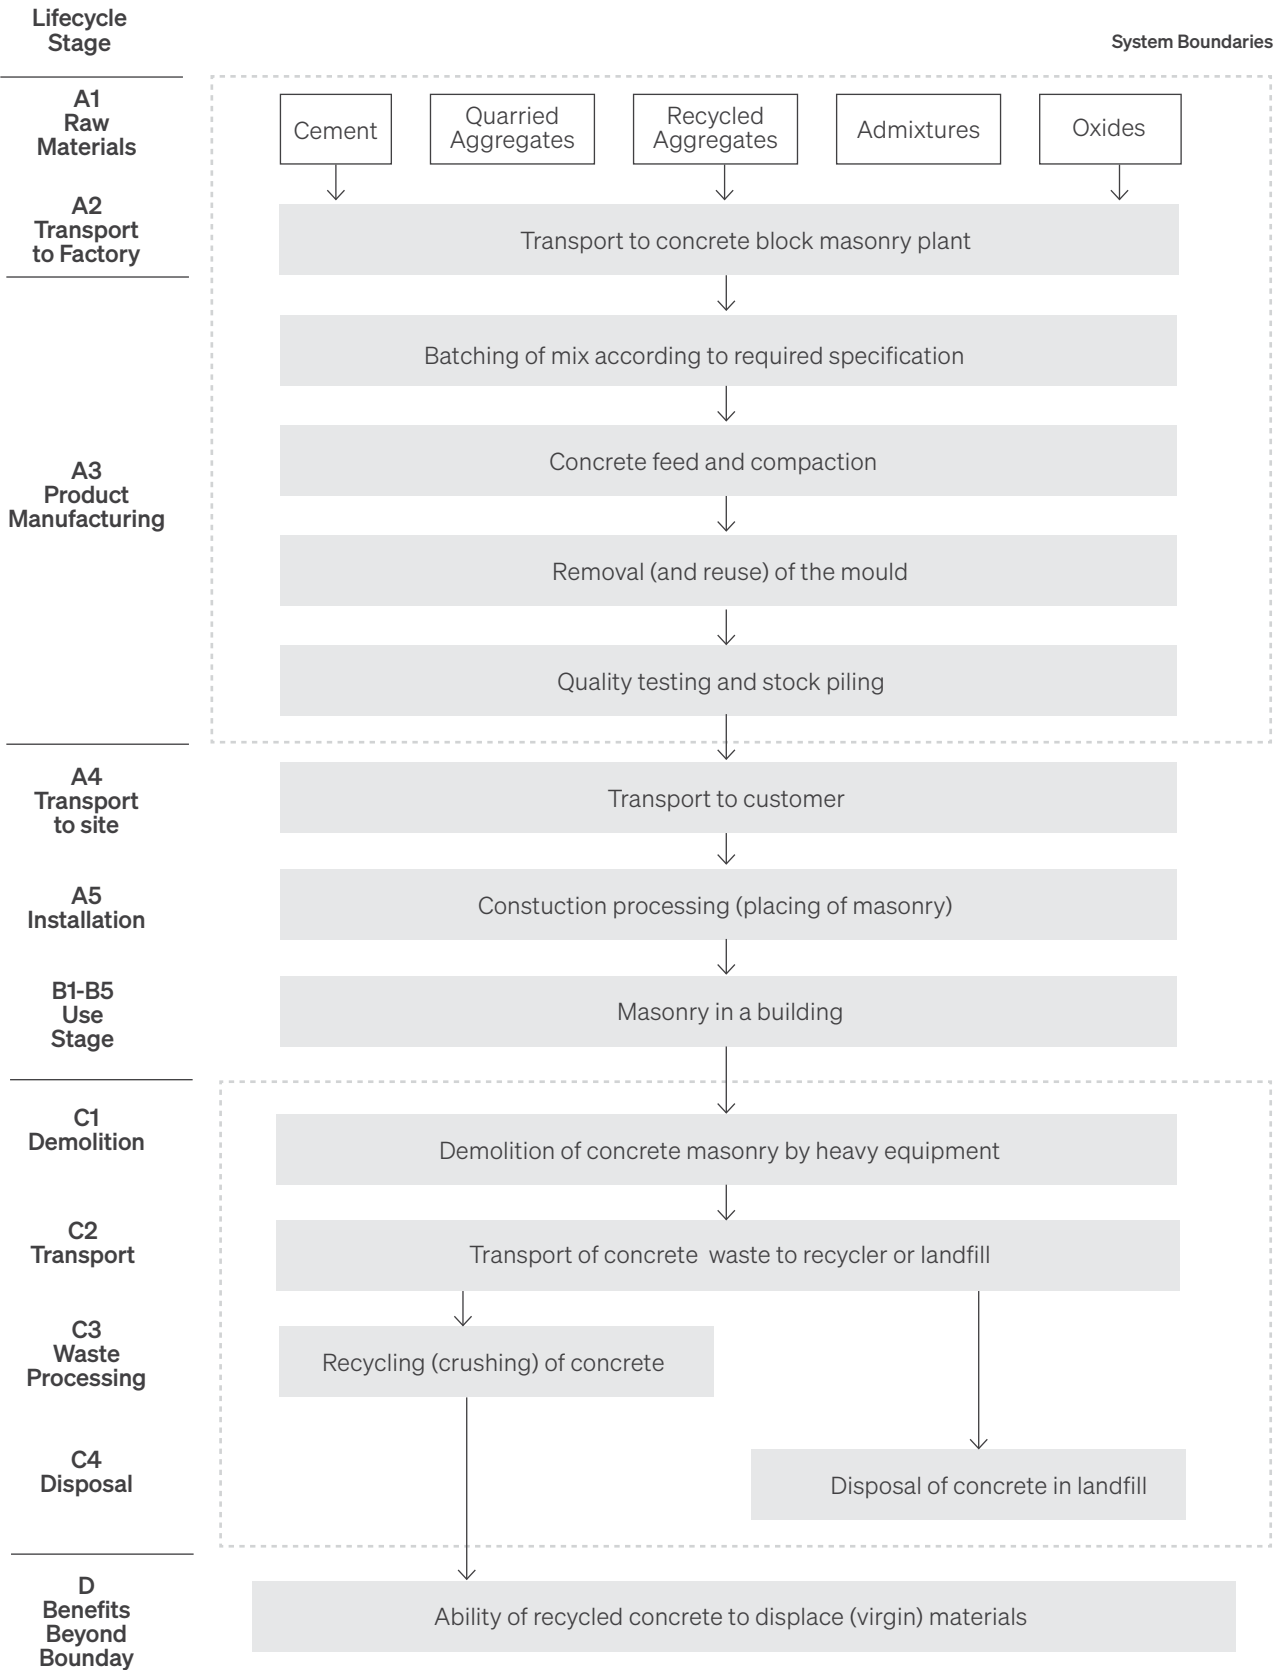 Lifecycle
Stage
System Boundaries
A1
Raw
Materials
Cement
Quarried
Aggregates
Recycled
Aggregates
Admixtures
Oxides
A2
Transport
to Factory
Transport to concrete block masonry plant
Batching of mix according to required specification
A3
Product
Manufacturing
Concrete feed and compaction
Removal (and reuse) of the mould
Quality testing and stock piling
A4
Transport
to site
Transport to customer
A5
Installation
Constuction processing (placing of masonry)
B1-B5
Use
Stage
Masonry in a building
C1
Demolition
Demolition of concrete masonry by heavy equipment
C2
Transport
Transport of concrete waste to recycler or landfill
C3
Waste
Processing
Recycling (crushing) of concrete
C4
Disposal
Disposal of concrete in landfill
D
Benefits
Beyond
Bounday
Ability of recycled concrete to displace (virgin) materials